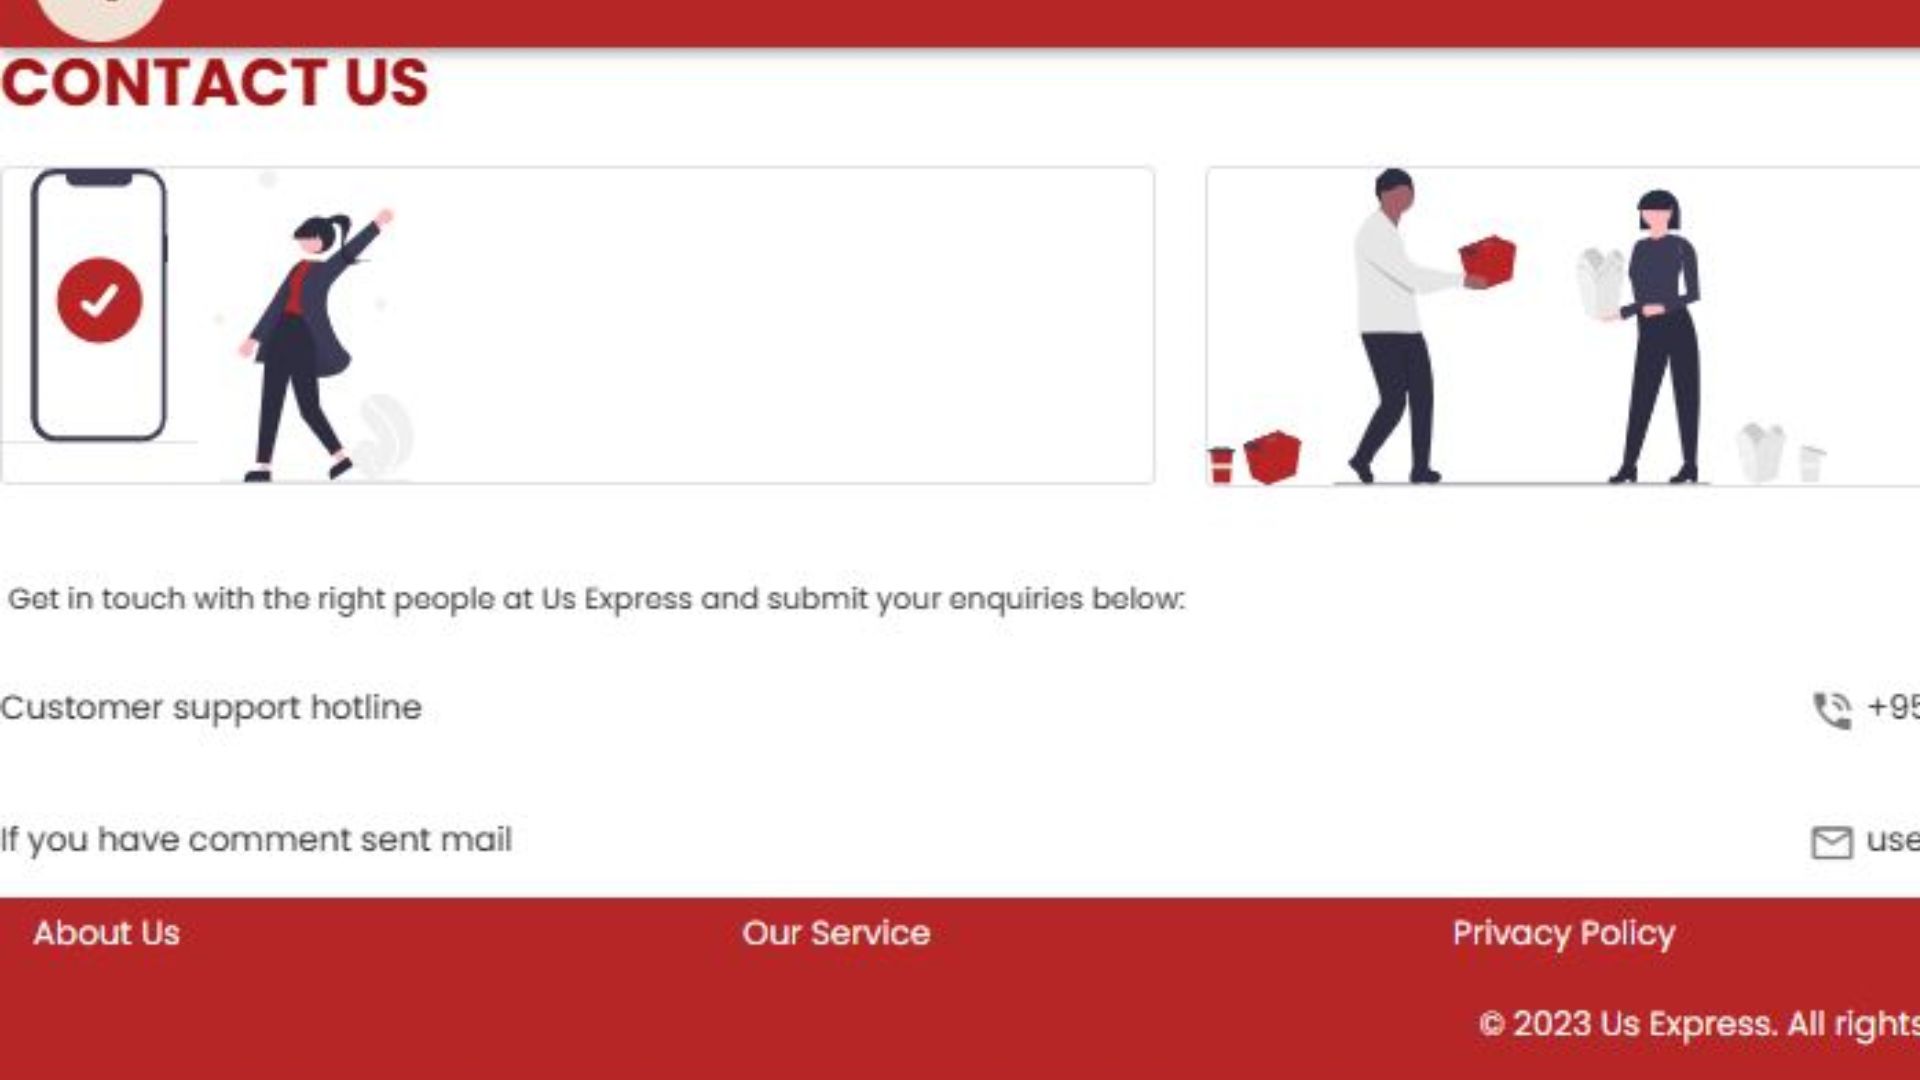 CONTACT US
Get in touch with the right people at Us Express and submit your enquiries below:
Customer support hotline
+95
If you have comment sent mail
use
About Us
Our Service
Privacy Policy
© 2023 Us Express. All rights